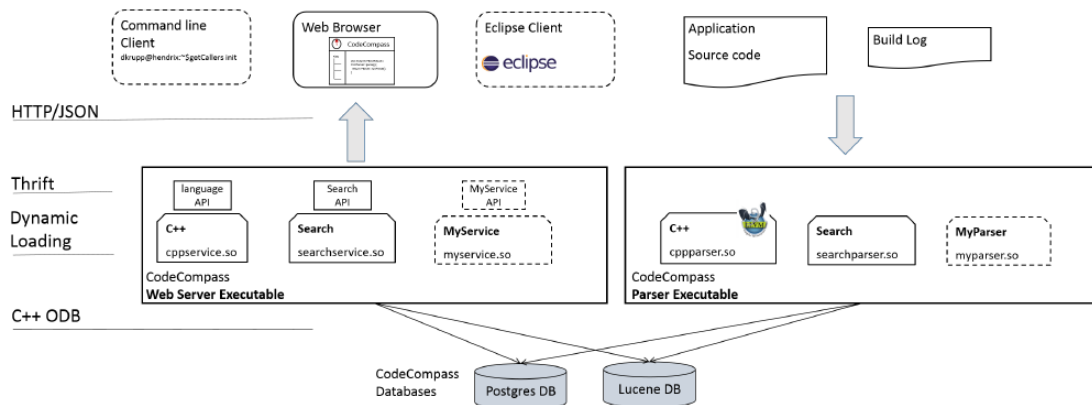 Command line
Client
dkrupp@hendrix:~$getCallers init
Web Browser
CodeCompass
Eclipse Client
eclipse
Application
Source code
Build Log
HTTP/JSON
Thrift
Dynamic
Loading
language
API
C++
cppservice.so
Search
API
Search
searchservice.so
MyService
API
MyService
myservice.so
CodeCompass
Web Server Executable
C++
cppparser.so
Search
searchparser.so
MyParser
myparser.so
CodeCompass
Parser Executable
C++ ODB
CodeCompass
Databases
Postgres DB
Lucene DB